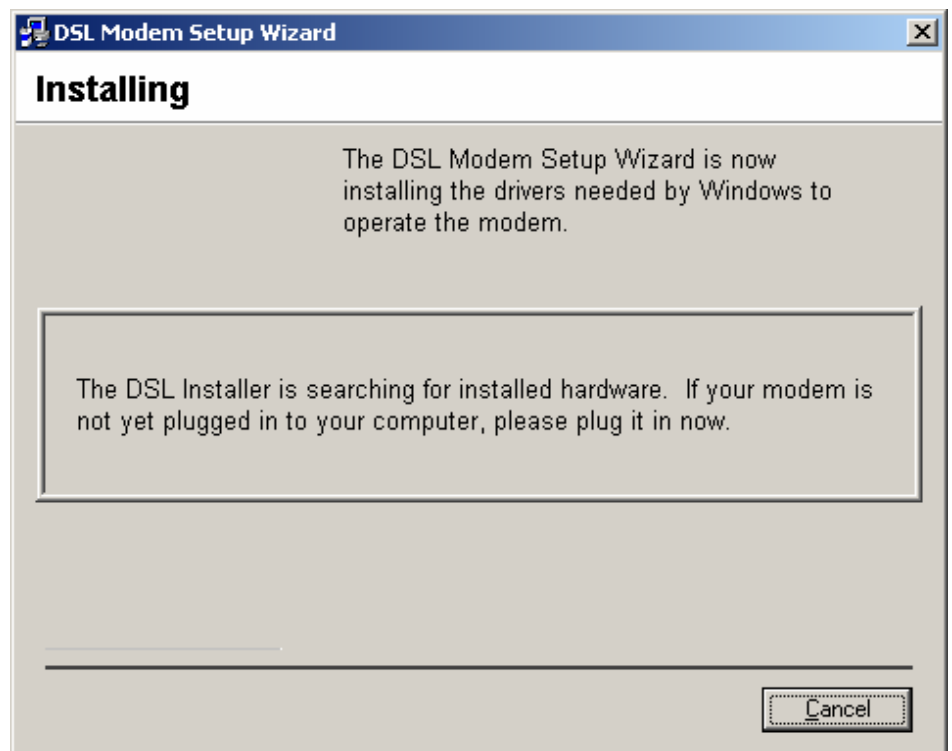 DSL Modem Setup Wizard
Installing
The DSL Modem Setup Wizard is now
installing the drivers needed by Windows to
operate the modem.
The DSL Installer is searching for installed hardware.  If your modem is
not yet plugged in to your computer, please plug it in now.
Cancel